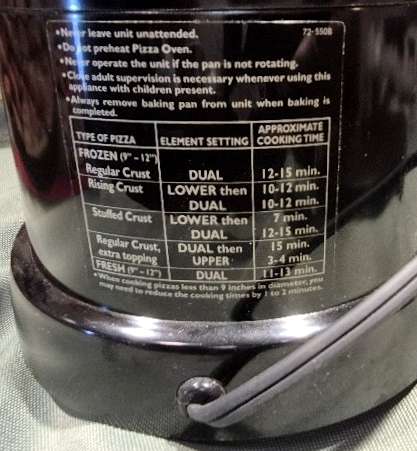 •Never leave unit unattended. 72-550B
•Do not preheat Pizza Oven.
•Never operate the unit if the pan is not rotating.
•Close adult supervision is necessary whenever using this
appliance with children present.
•Always remove baking pan from unit when baking is
completed.
TYPE OF PIZZA ELEMENT SETTING APPROXIMATE COOKING TIME
FROZEN (9" - 12")
Regular Crust DUAL 12-15 min.
Rising Crust LOWER then 10-12 min.
DUAL 10-12 min.
Stuffed Crust LOWER then 7 min.
DUAL 12-15 min.
Regular Crust, DUAL then 15 min.
extra topping UPPER 3-4 min.
FRESH (9" - 12") DUAL 11-13 min.
•When cooking pizzas less than 9 inches in diameter, you
may need to reduce the cooking times by 1 to 2 minutes.